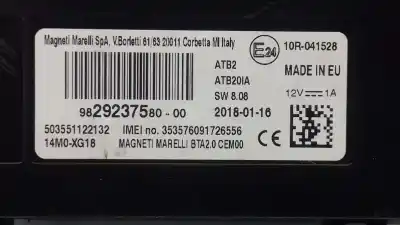 Magneti Marelli SpA, V.Borletti 61/63 20011 Corbetta MI Italy
E24
10R-041528
ATB2
ATB20IA
SW 8.08
2018-01-16
MADE IN EU
12V⎓1A
9829237580-00
503551122132 IMEI no. 353576091726556
14M0-XG18 MAGNETI MARELLI BTA2.0 CEM00